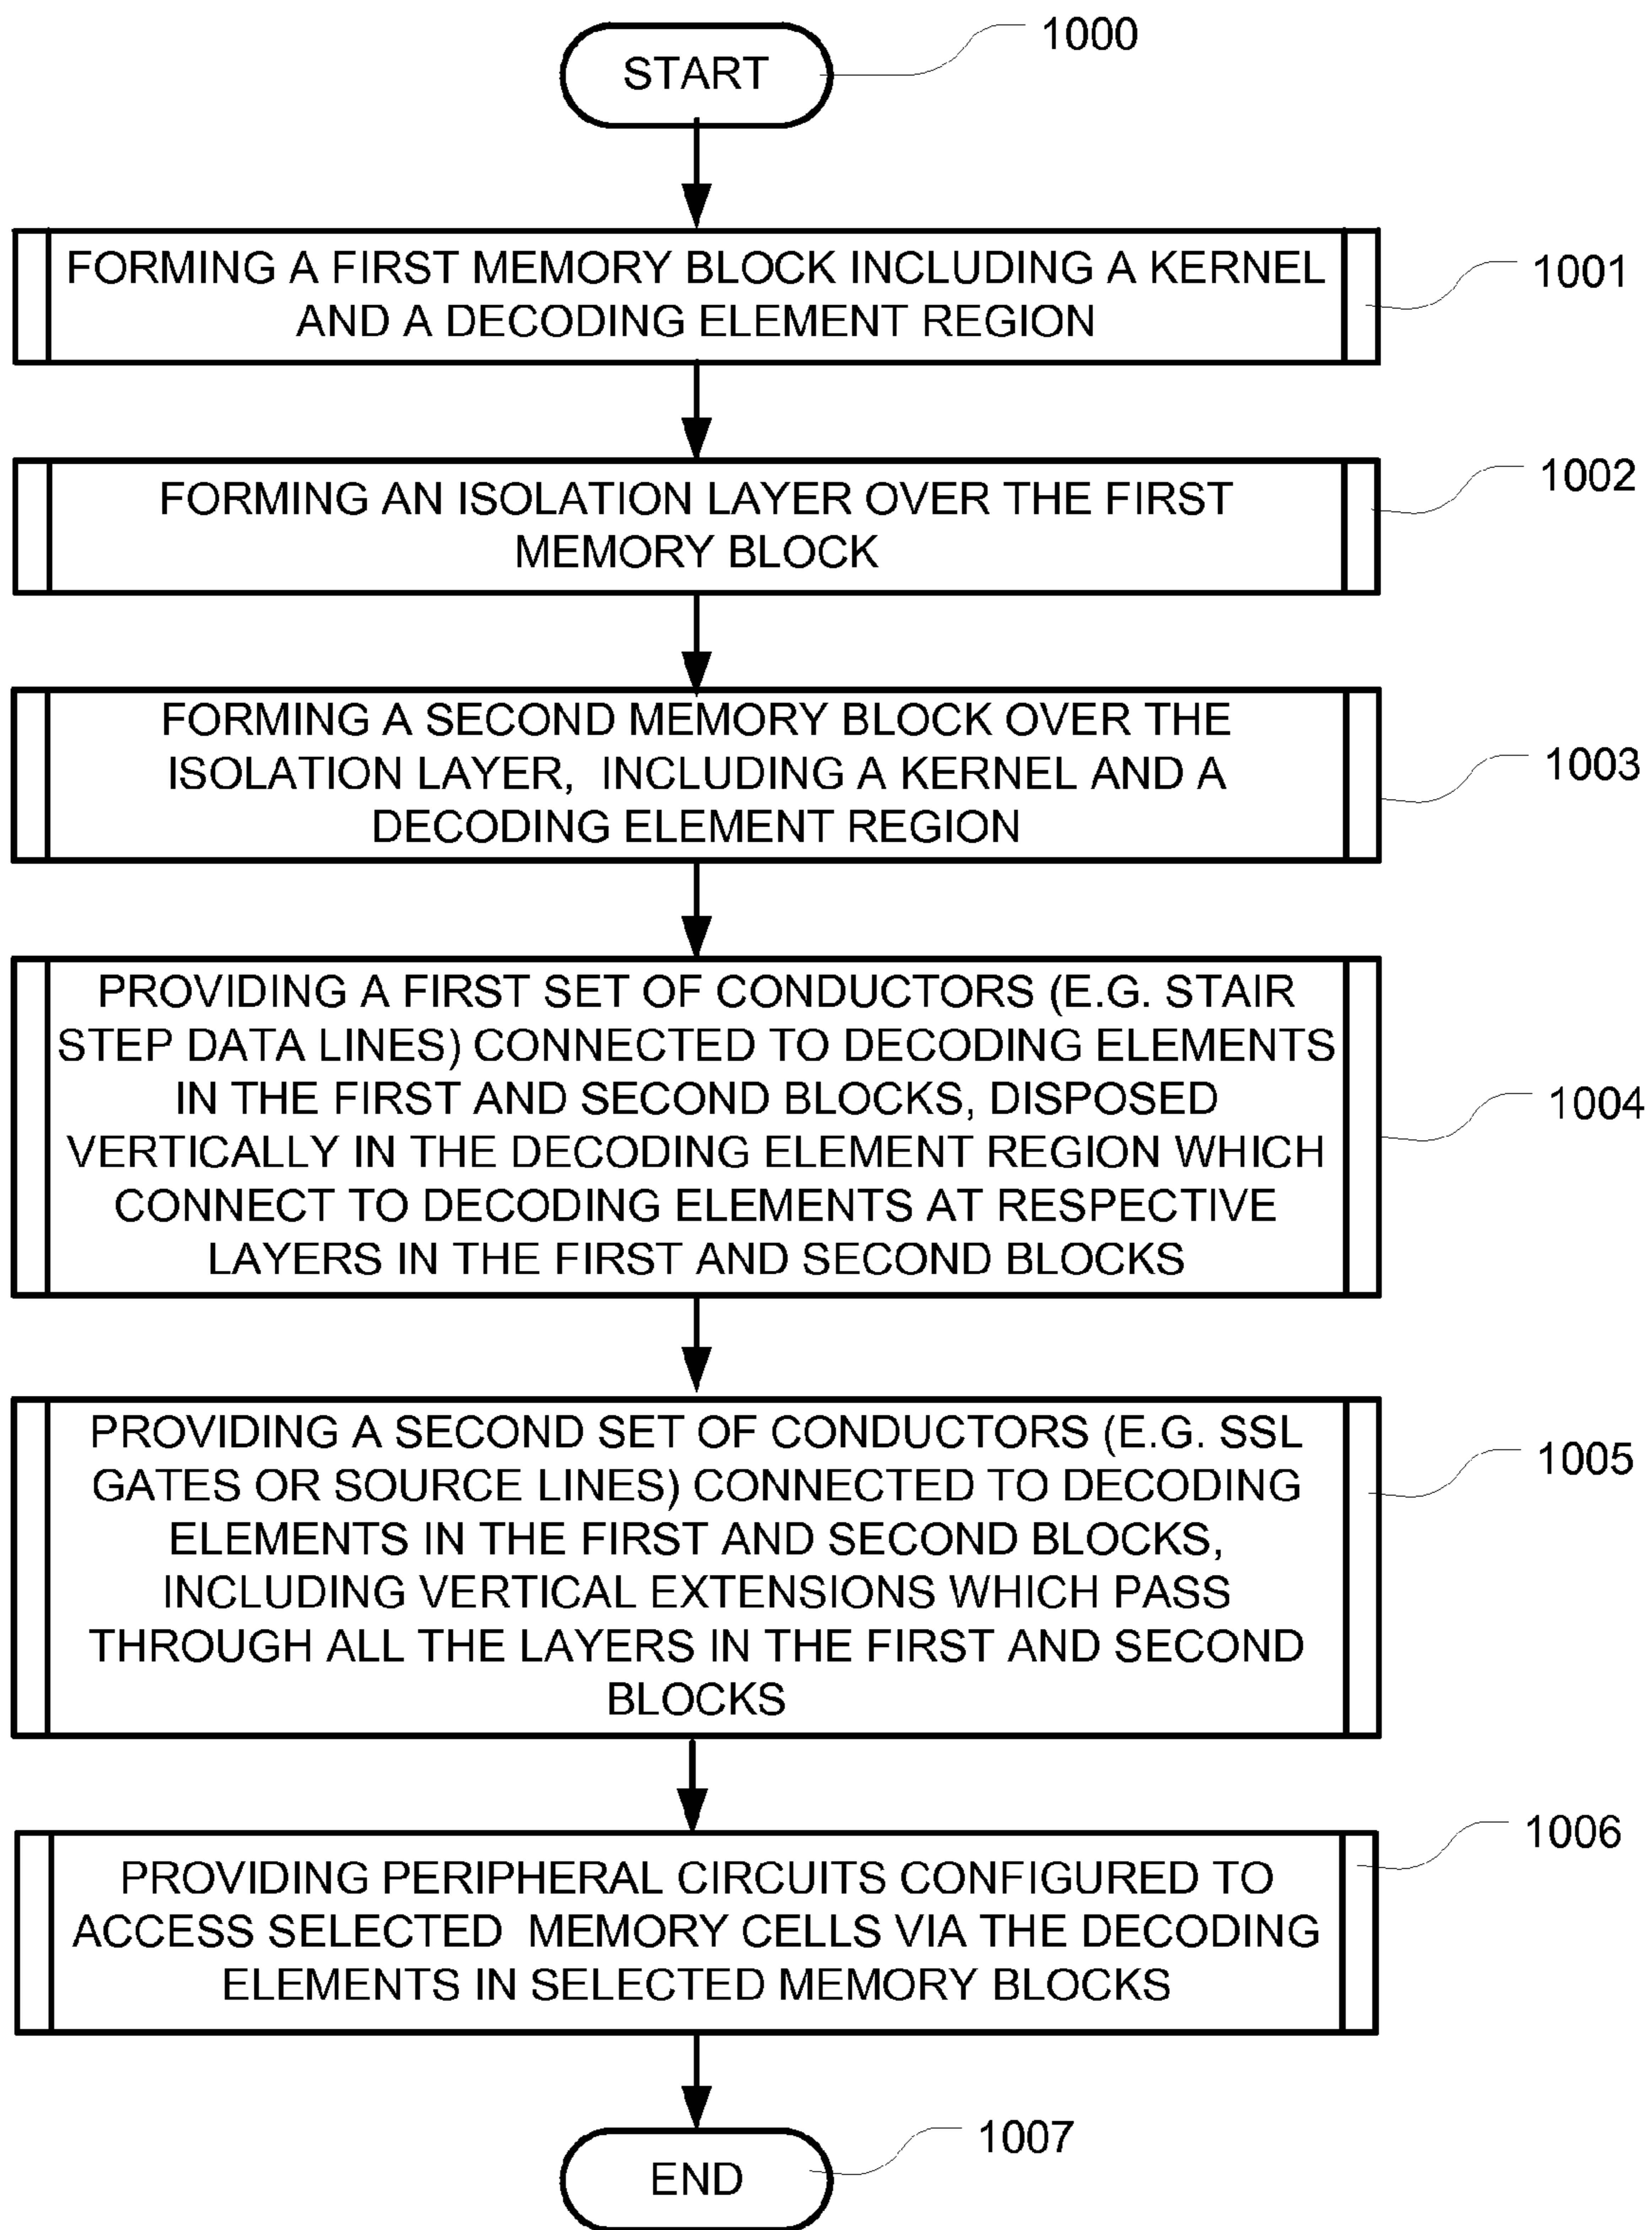 START
1000
FORMING A FIRST MEMORY BLOCK INCLUDING A KERNEL
AND A DECODING ELEMENT REGION
1001
FORMING AN ISOLATION LAYER OVER THE FIRST
MEMORY BLOCK
1002
FORMING A SECOND MEMORY BLOCK OVER THE
ISOLATION LAYER, INCLUDING A KERNEL AND A
DECODING ELEMENT REGION
1003
PROVIDING A FIRST SET OF CONDUCTORS (E.G. STAIR
STEP DATA LINES) CONNECTED TO DECODING ELEMENTS
IN THE FIRST AND SECOND BLOCKS, DISPOSED
VERTICALLY IN THE DECODING ELEMENT REGION WHICH
CONNECT TO DECODING ELEMENTS AT RESPECTIVE
LAYERS IN THE FIRST AND SECOND BLOCKS
1004
PROVIDING A SECOND SET OF CONDUCTORS (E.G. SSL
GATES OR SOURCE LINES) CONNECTED TO DECODING
ELEMENTS IN THE FIRST AND SECOND BLOCKS,
INCLUDING VERTICAL EXTENSIONS WHICH PASS
THROUGH ALL THE LAYERS IN THE FIRST AND SECOND
BLOCKS
1005
PROVIDING PERIPHERAL CIRCUITS CONFIGURED TO
ACCESS SELECTED MEMORY CELLS VIA THE DECODING
ELEMENTS IN SELECTED MEMORY BLOCKS
1006
END
1007